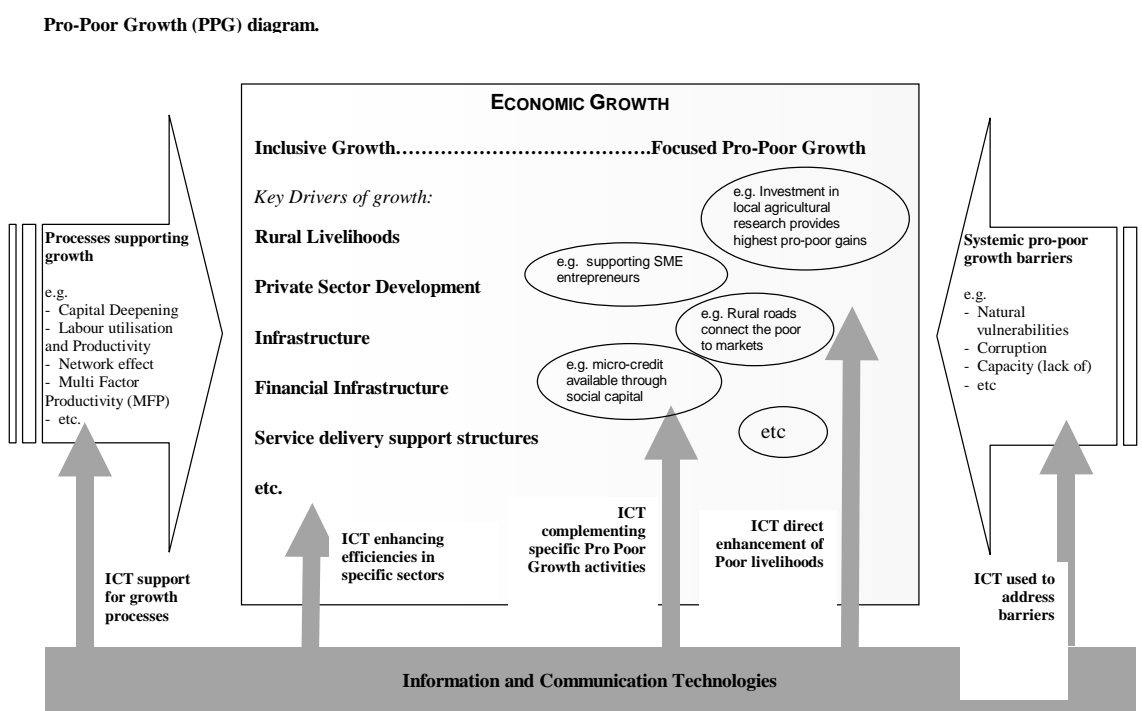 Pro-Poor Growth (PPG) diagram.
ECONOMIC GROWTH
Inclusive Growth……………………………………Focused Pro-Poor Growth
Key Drivers of growth:
Rural Livelihoods
Private Sector Development
Infrastructure
Financial Infrastructure
Service delivery support structures
etc.
e.g. Investment in
local agricultural
research provides
highest pro-poor gains
e.g. supporting SME
entrepreneurs
e.g. Rural roads
connect the poor
to markets
e.g. micro-credit
available through
social capital
etc
Processes supporting
growth
e.g.
- Capital Deepening
- Labour utilisation
and Productivity
- Network effect
- Multi Factor
Productivity (MFP)
- etc.
Systemic pro-poor
growth barriers
e.g.
- Natural
vulnerabilities
- Corruption
- Capacity (lack of)
- etc
ICT support
for growth
processes
ICT enhancing
efficiencies in
specific sectors
ICT
complementing
specific Pro Poor
Growth activities
ICT direct
enhancement of
Poor livelihoods
ICT used to
address
barriers
Information and Communication Technologies